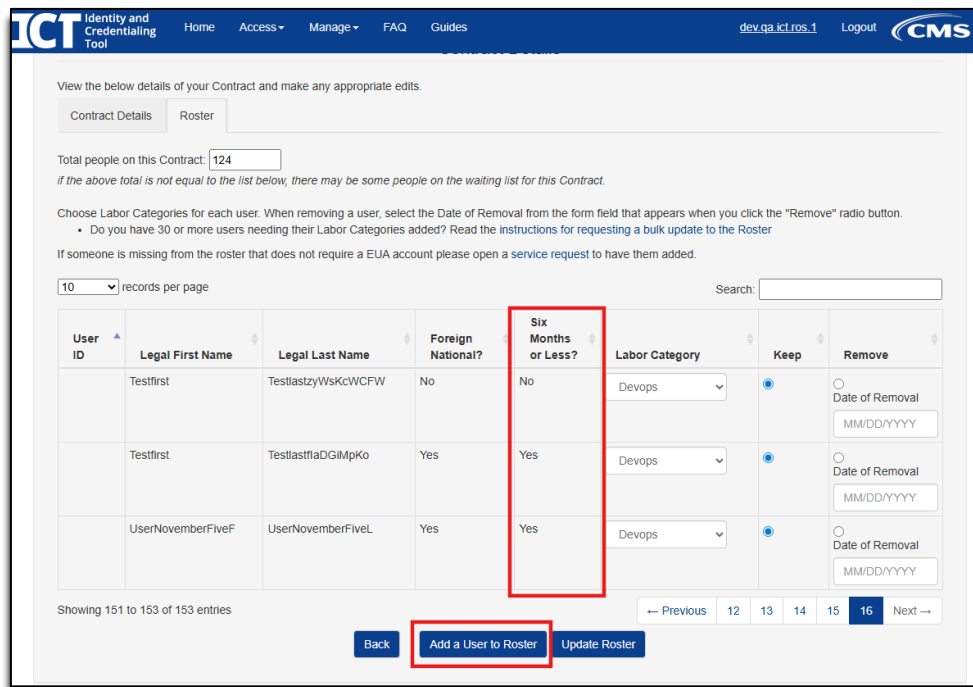 ICT Identity and
Credentialing
Tool
Home Access Manage FAQ Guides dev.qa.ict.ros.1 Logout CMS
Contract Details
View the below details of your Contract and make any appropriate edits.
Contract Details Roster
Total people on this Contract: 124
if the above total is not equal to the list below, there may be some people on the waiting list for this Contract.
Choose Labor Categories for each user. When removing a user, select the Date of Removal from the form field that appears when you click the "Remove" radio button.
• Do you have 30 or more users needing their Labor Categories added? Read the instructions for requesting a bulk update to the Roster
If someone is missing from the roster that does not require a EUA account please open a service request to have them added.
10 records per page Search:
User ID Legal First Name Legal Last Name Foreign National? Six Months or Less? Labor Category Keep Remove
Testfirst TestlastzyWsKcWCFW No No Devops
Date of Removal
MM/DD/YYYY
Testfirst TestlastflaDGiMpKo Yes Yes Devops
Date of Removal
MM/DD/YYYY
UserNovemberFiveF UserNovemberFiveL Yes Yes Devops
Date of Removal
MM/DD/YYYY
Showing 151 to 153 of 153 entries ← Previous 12 13 14 15 16 Next →
Back Add a User to Roster Update Roster